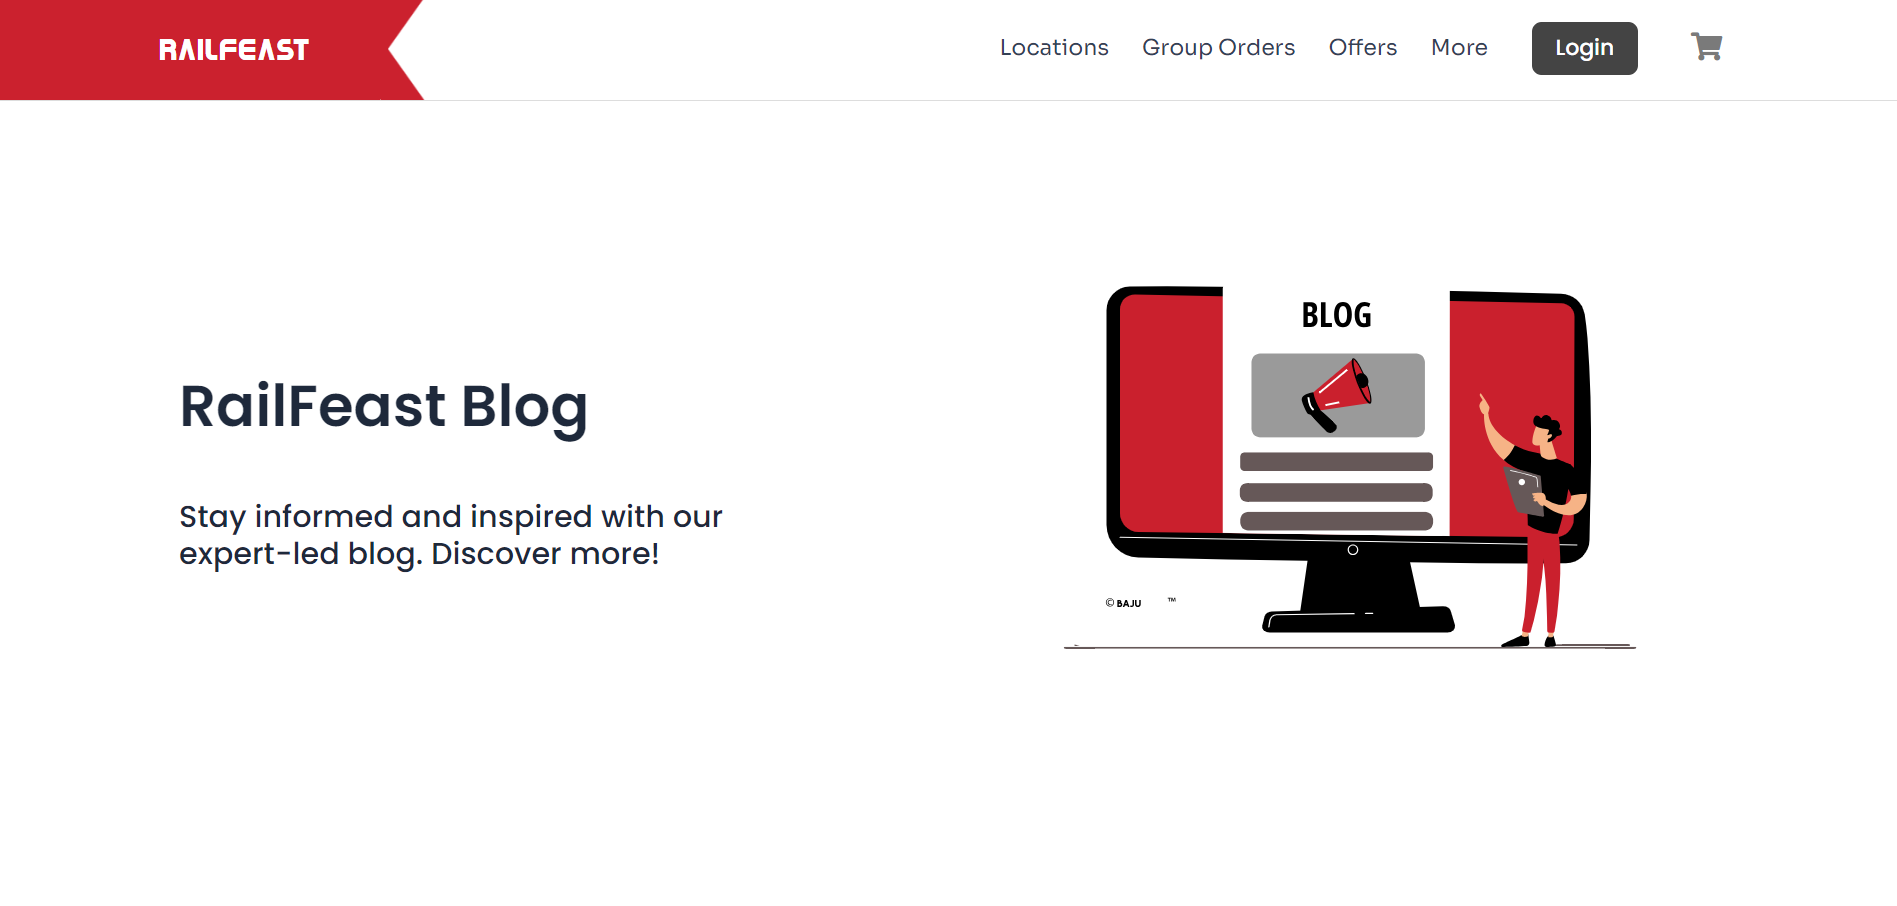 RAILFEAST
Locations
Group Orders
Offers
More
Login
BLOG
RailFeast Blog
Stay informed and inspired with our
expert-led blog. Discover more!
© BAJU ™